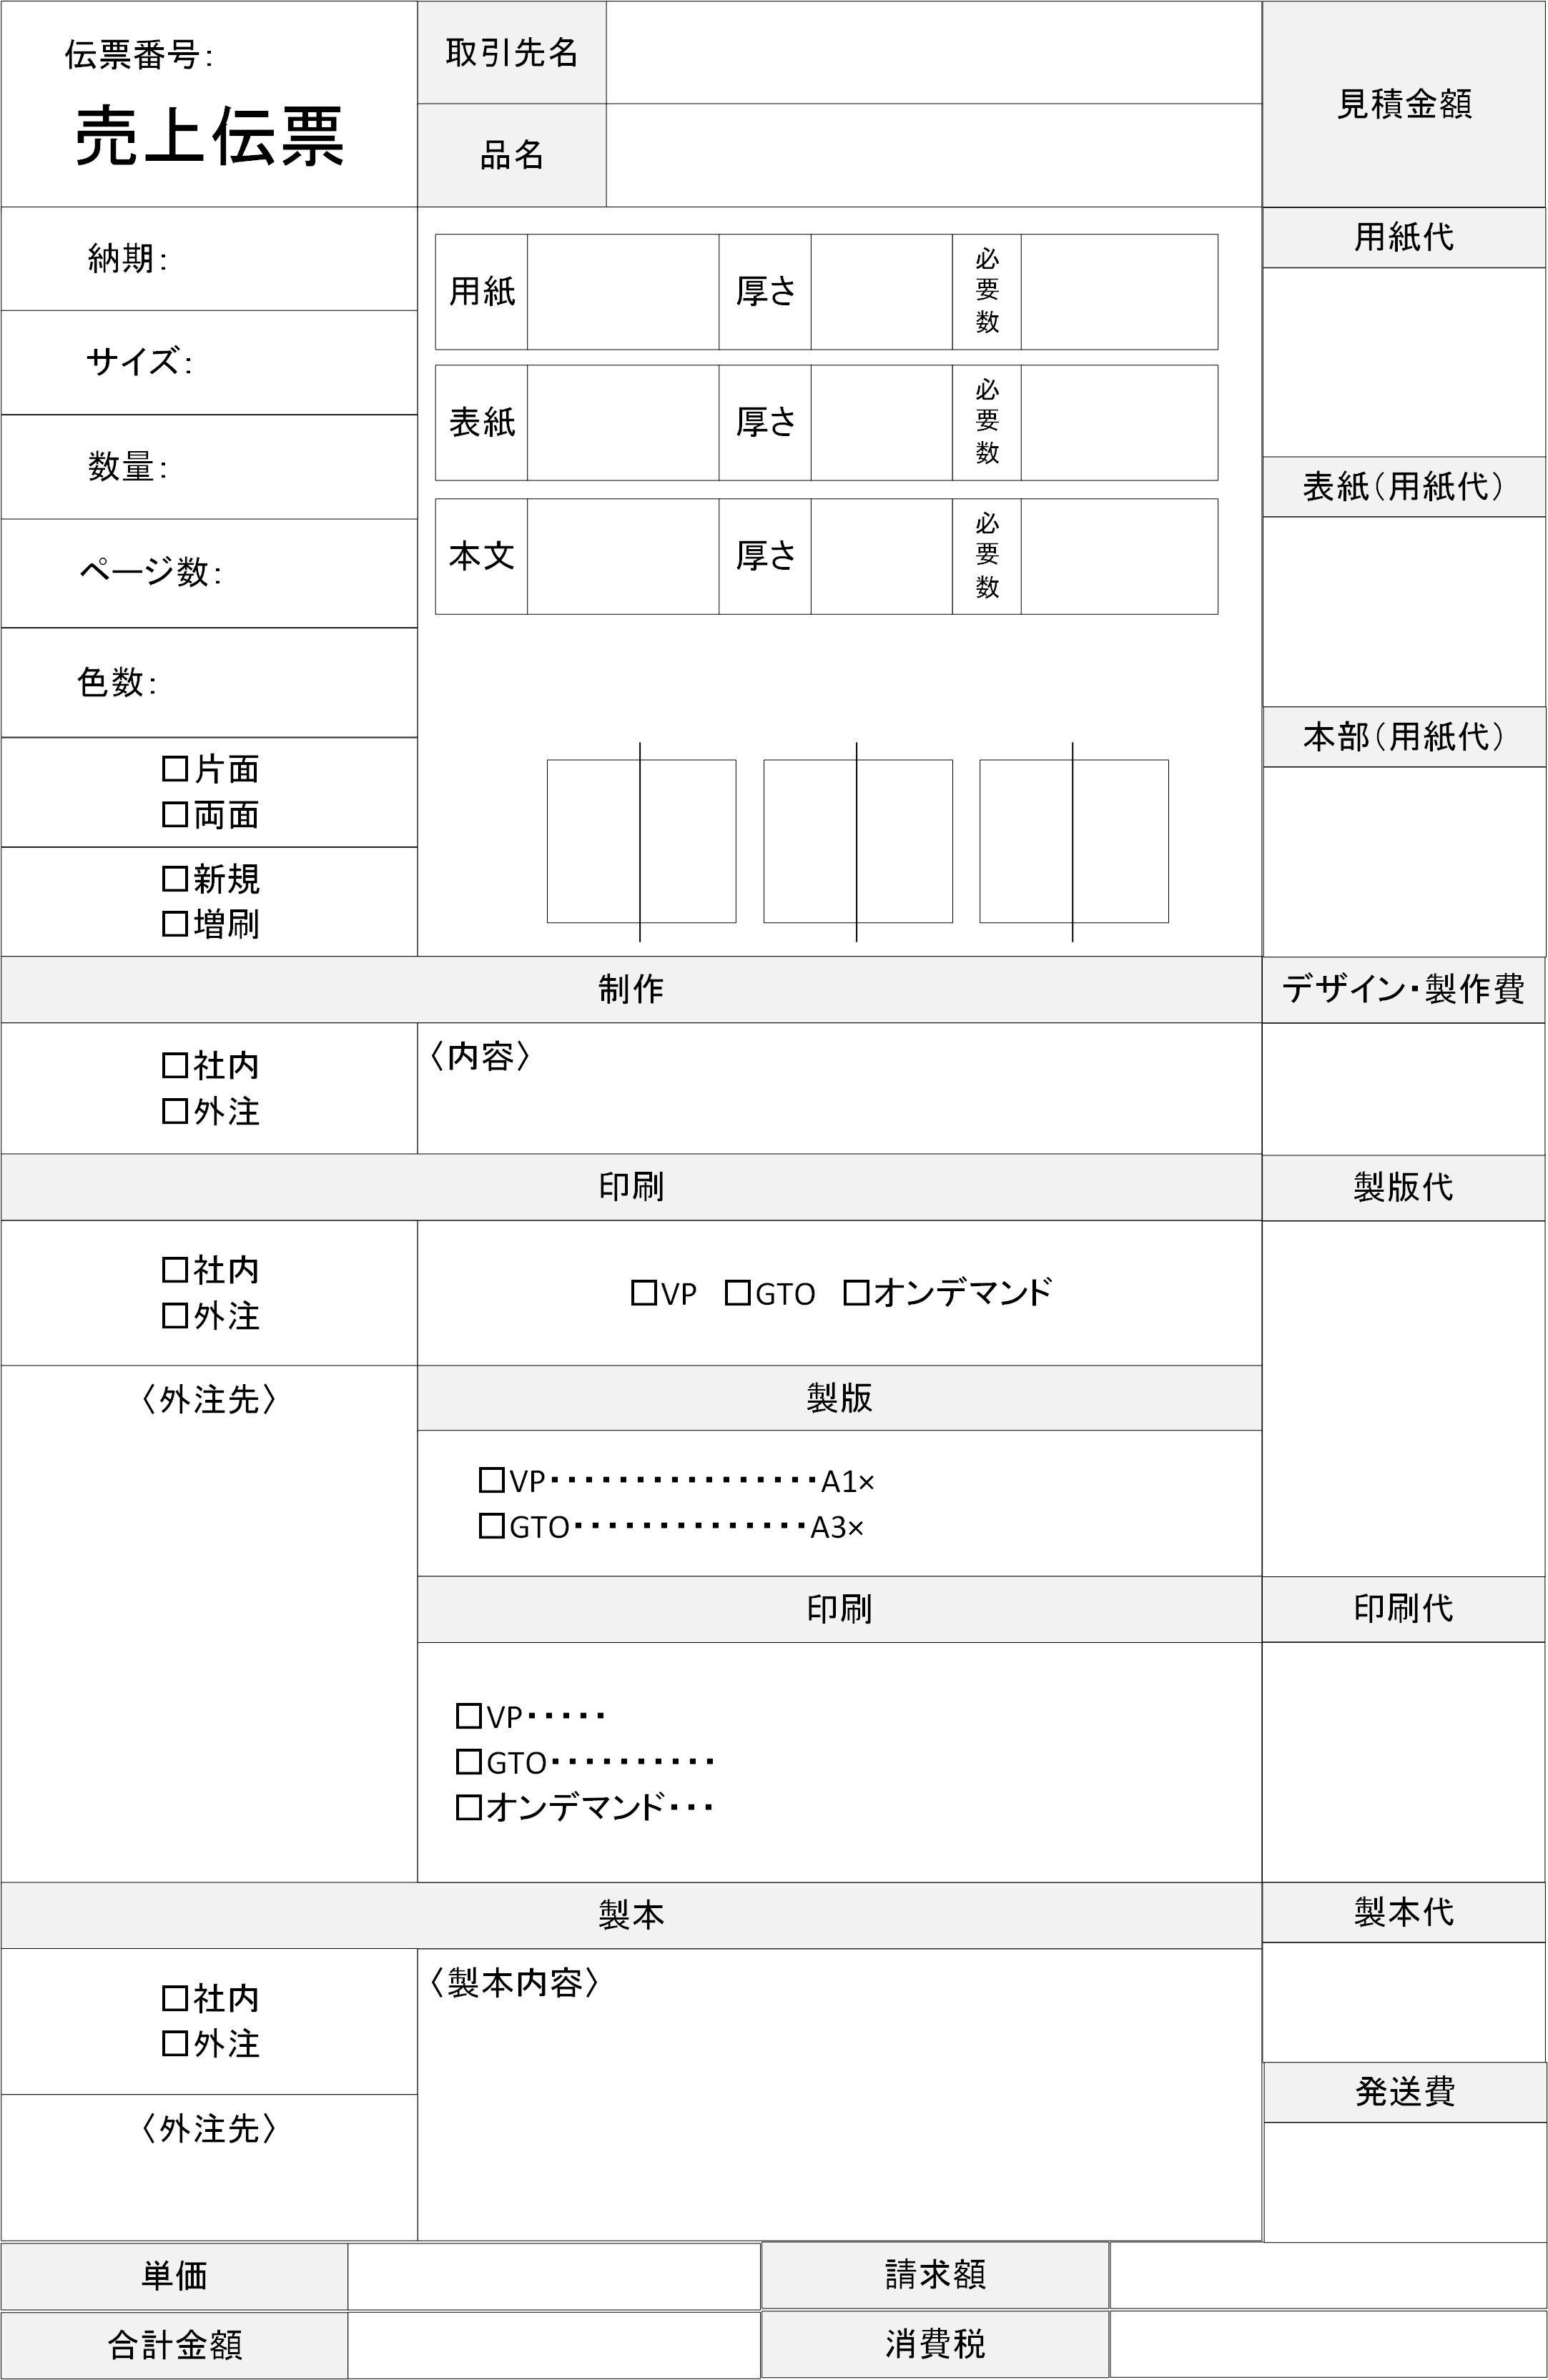 伝票番号:
売上伝票
取引先名
品名
見積金額
納期:
サイズ:
数量:
ページ数:
色数:
□片面
□両面
□新規
□増刷
用紙 厚さ 必要数
表紙 厚さ 必要数
本文 厚さ 必要数
用紙代
表紙(用紙代)
本部(用紙代)
制作
デザイン・製作費
□社内
□外注
〈内容〉
印刷
製版代
□社内
□外注
□VP □GTO □オンデマンド
〈外注先〉
製版
□VP・・・・・・・・・・・・・・・・A1×
□GTO・・・・・・・・・・・・・・A3×
印刷
印刷代
□VP・・・・・
□GTO・・・・・・・・・・
□オンデマンド・・・
製本
製本代
□社内
□外注
〈製本内容〉
発送費
〈外注先〉
単価
請求額
合計金額
消費税